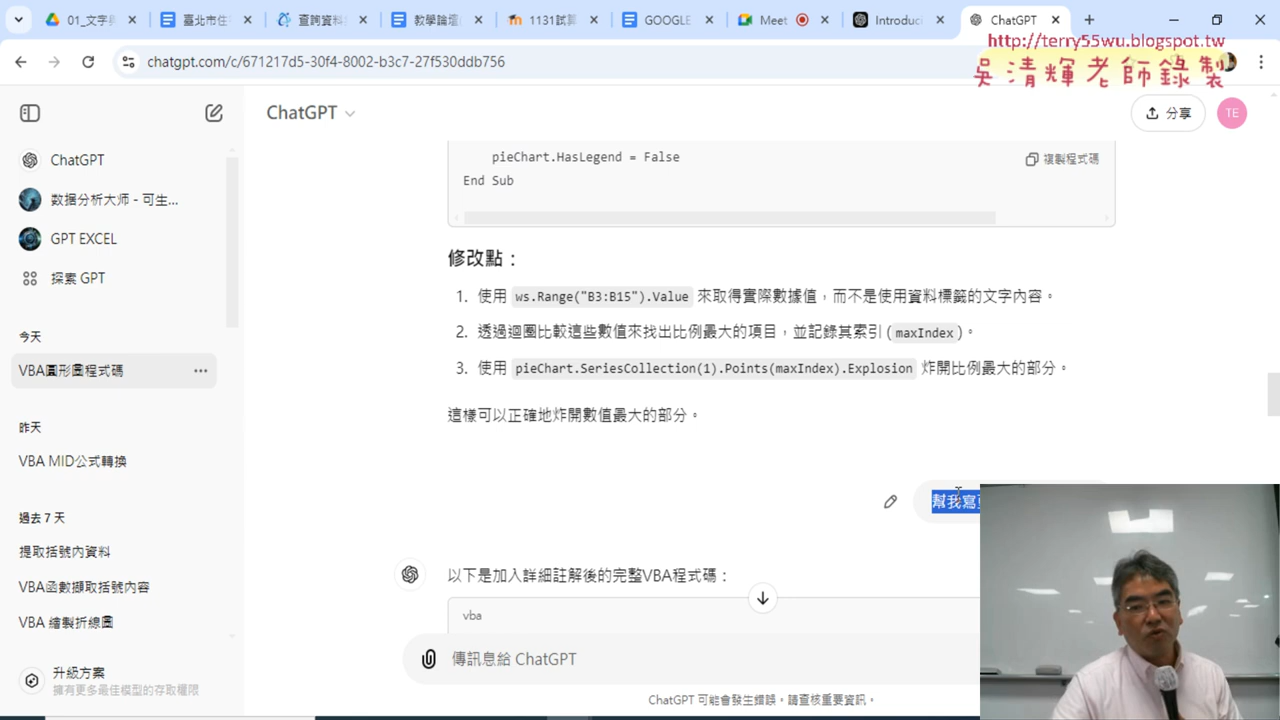 01_文字
臺北市住
查詢資料
教學論壇
1131試算
GOOGLE
Meet
Introduc
ChatGPT
http://terry55wu.blogspot.tw
吳清輝老師錄製
chatgpt.com/c/671217d5-30f4-8002-b3c7-27f530ddb756
ChatGPT
分享
TE
ChatGPT
数据分析大师 - 可生...
GPT EXCEL
探索 GPT
今天
VBA圓形圖程式碼
昨天
VBA MID公式轉換
過去 7 天
提取括號內資料
VBA函數擷取括號內容
VBA 繪製折線圖
升級方案
擁有更多最佳模型的存取權限
pieChart.HasLegend = False
複製程式碼
End Sub
修改點：
1. 使用 ws.Range("B3:B15").Value 來取得實際數據值，而不是使用資料標籤的文字內容。
2. 透過迴圈比較這些數值來找出比例最大的項目，並記錄其索引 (maxIndex)。
3. 使用 pieChart.SeriesCollection(1).Points(maxIndex).Explosion 炸開比例最大的部分。
這樣可以正確地炸開數值最大的部分。
幫我寫
以下是加入詳細註解後的完整VBA程式碼：
vba
傳訊息給 ChatGPT
ChatGPT 可能會發生錯誤。請查核重要資訊。